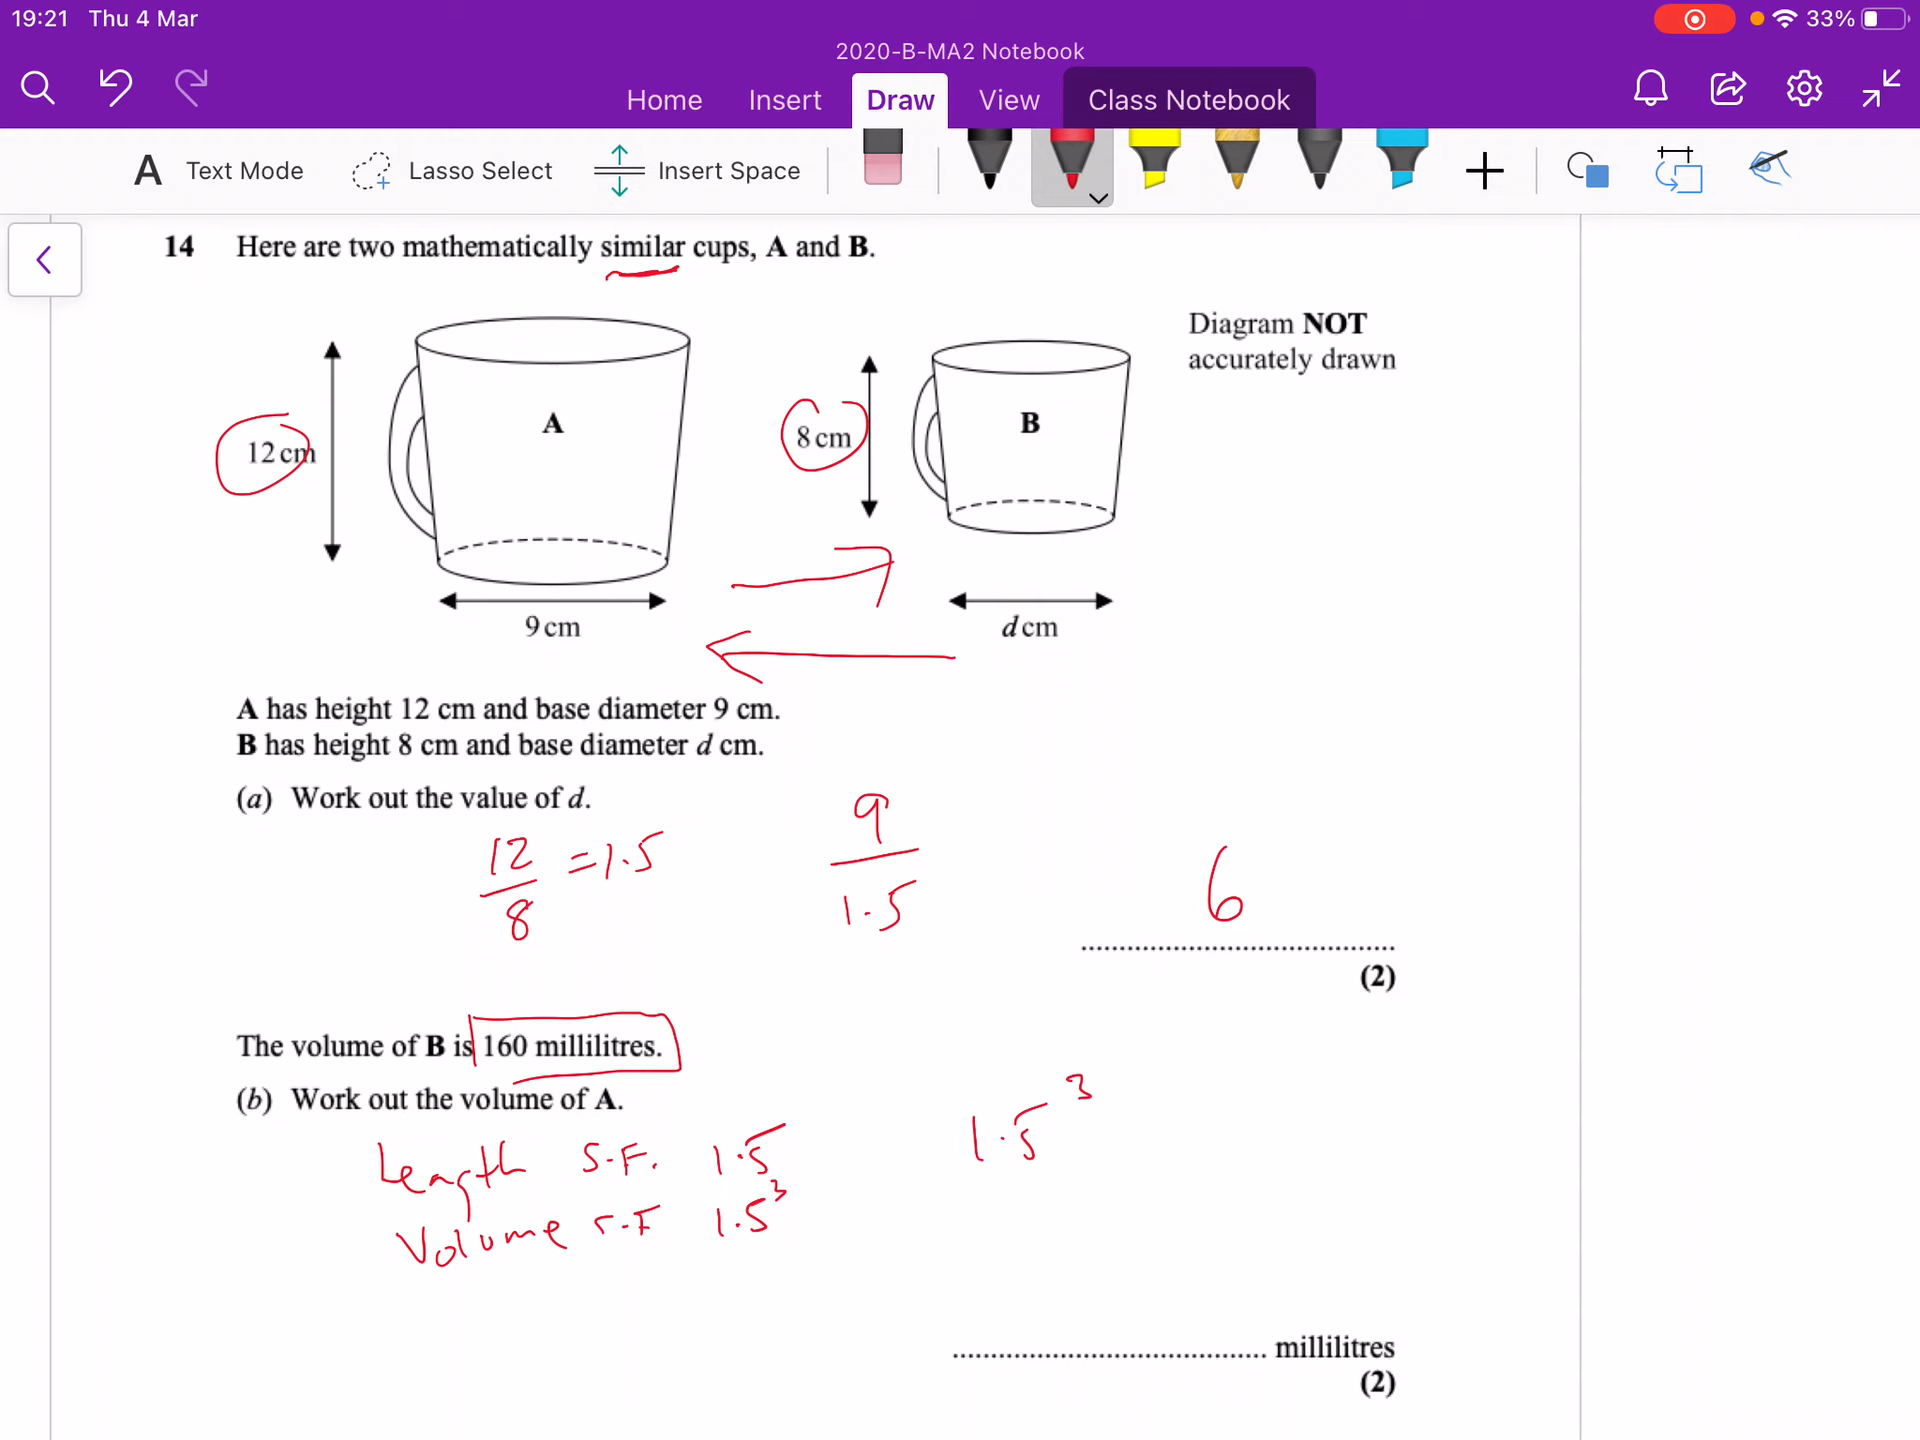 19:21 Thu 4 Mar
33%
2020-B-MA2 Notebook
Home Insert Draw View Class Notebook
A Text Mode Lasso Select Insert Space
14 Here are two mathematically similar cups, A and B.
Diagram NOT
accurately drawn
12 cm
A
8 cm
B
9 cm
d cm
A has height 12 cm and base diameter 9 cm.
B has height 8 cm and base diameter d cm.
(a) Work out the value of d.
12/8 = 1.5
9/1.5
6
(2)
The volume of B is 160 millilitres.
(b) Work out the volume of A.
Length S.F. 1.5
1.5³
Volume S.F 1.5³
millilitres
(2)